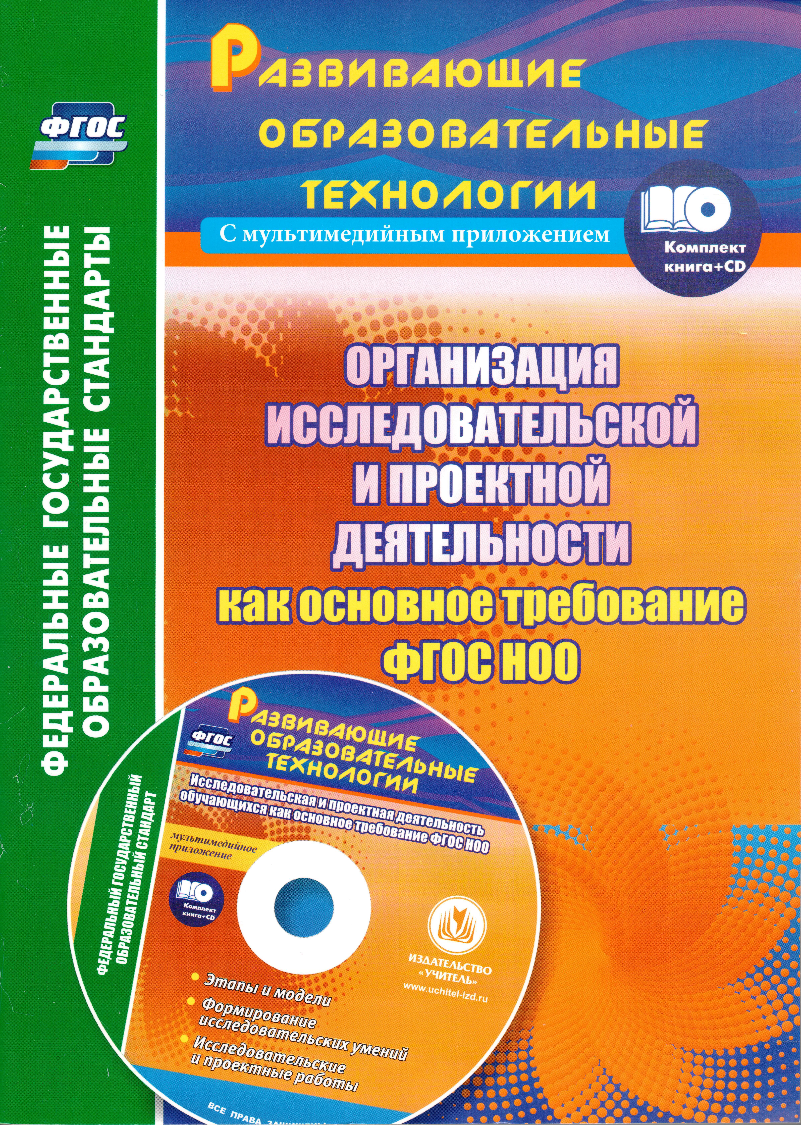 ФГОС
ФЕДЕРАЛЬНЫЕ ГОСУДАРСТВЕННЫЕ
ОБРАЗОВАТЕЛЬНЫЕ СТАНДАРТЫ
РАЗВИВАЮЩИЕ
ОБРАЗОВАТЕЛЬНЫЕ
ТЕХНОЛОГИИ
С мультимедийным приложением
Комплект
книга+CD
ОРГАНИЗАЦИЯ
ИССЛЕДОВАТЕЛЬСКОЙ
И ПРОЕКТНОЙ
ДЕЯТЕЛЬНОСТИ
как основное требование
ФГОС НОО
РАЗВИВАЮЩИЕ
ОБРАЗОВАТЕЛЬНЫЕ
ТЕХНОЛОГИИ
ФГОС
Исследовательская и проектная деятельность
обучающихся как основное требование ФГОС НОО
мультимедийное
приложение
Комплект
книга+CD
ФЕДЕРАЛЬНЫЙ ГОСУДАРСТВЕННЫЙ
ОБРАЗОВАТЕЛЬНЫЙ СТАНДАРТ
ИЗДАТЕЛЬСТВО
«УЧИТЕЛЬ»
www.uchitel-izd.ru
• Этапы и модели
• Формирование
исследовательских умений
• Исследовательские
и проектные работы
ВСЕ ПРАВА